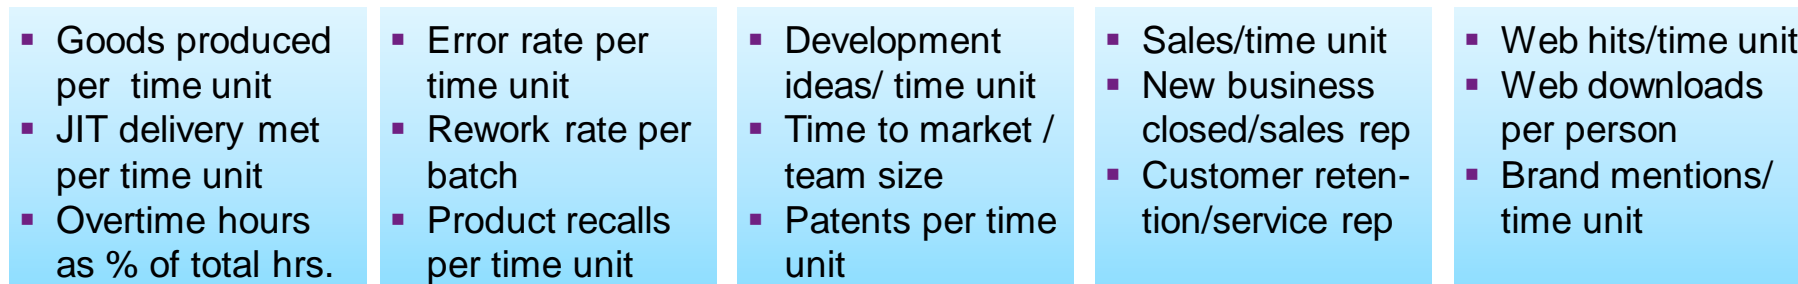 ▪ Goods produced
per time unit
▪ JIT delivery met
per time unit
▪ Overtime hours
as % of total hrs.
▪ Error rate per
time unit
▪ Rework rate per
batch
▪ Product recalls
per time unit
▪ Development
ideas/ time unit
▪ Time to market /
team size
▪ Patents per time
unit
▪ Sales/time unit
▪ New business
closed/sales rep
▪ Customer reten-
tion/service rep
▪ Web hits/time unit
▪ Web downloads
per person
▪ Brand mentions/
time unit